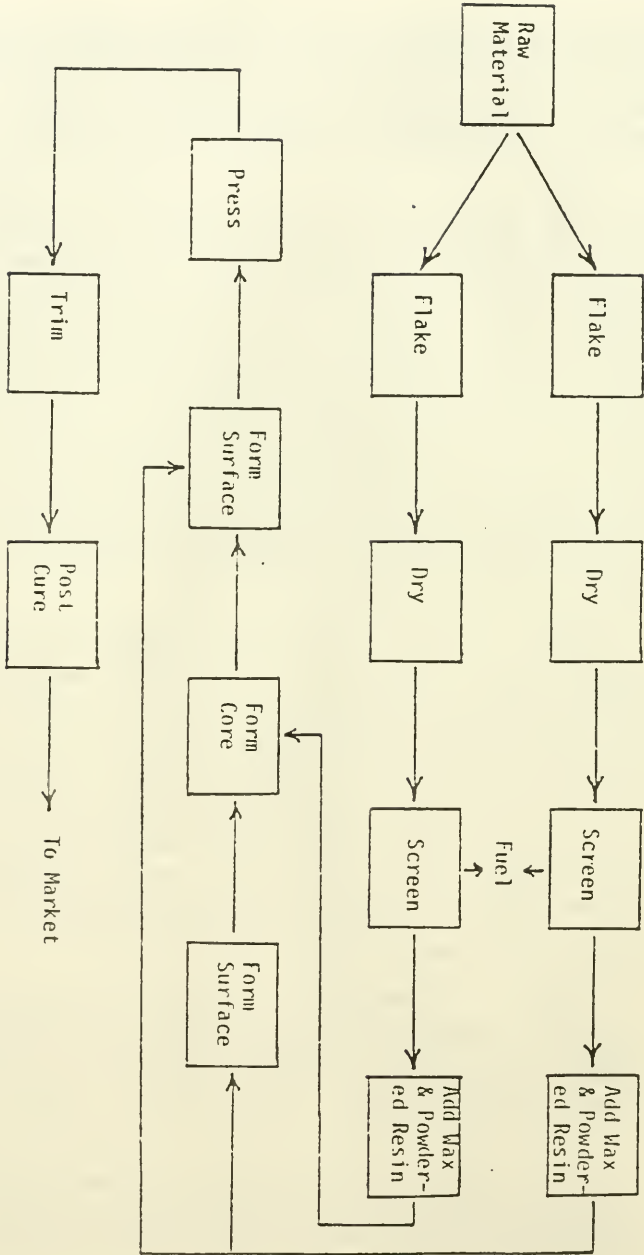 Raw
Material
Flake
Dry
Screen
Add Wax
& Powder-
ed Resin
Fuel
Flake
Dry
Screen
Add Wax
& Powder-
ed Resin
Form
Surface
Form
Core
Form
Surface
Press
Trim
Post
Cure
To Market